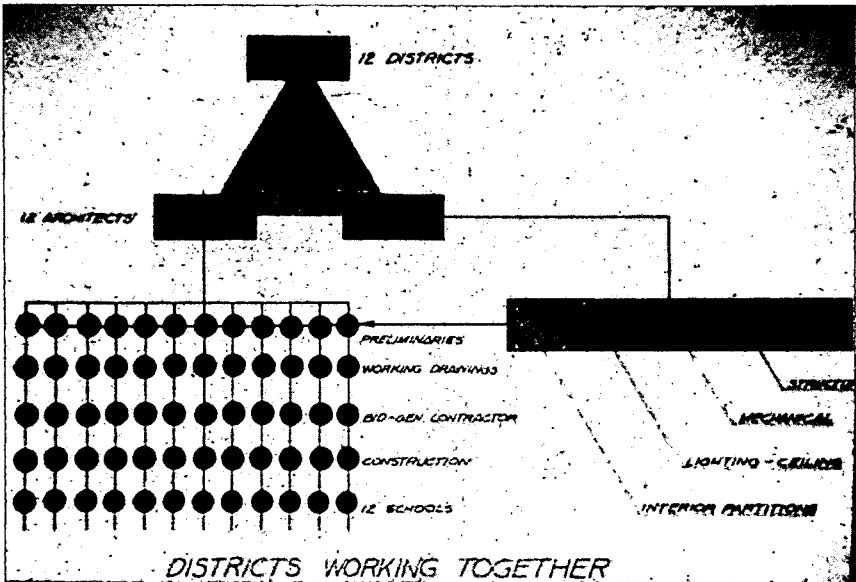 12 DISTRICTS
12 ARCHITECTS
PRELIMINARIES
WORKING DRAWINGS
BID-GEN. CONTRACTOR
CONSTRUCTION
12 SCHOOLS
MECHANICAL
LIGHTING - CEILING
INTERIOR PARTITIONS
DISTRICTS WORKING TOGETHER